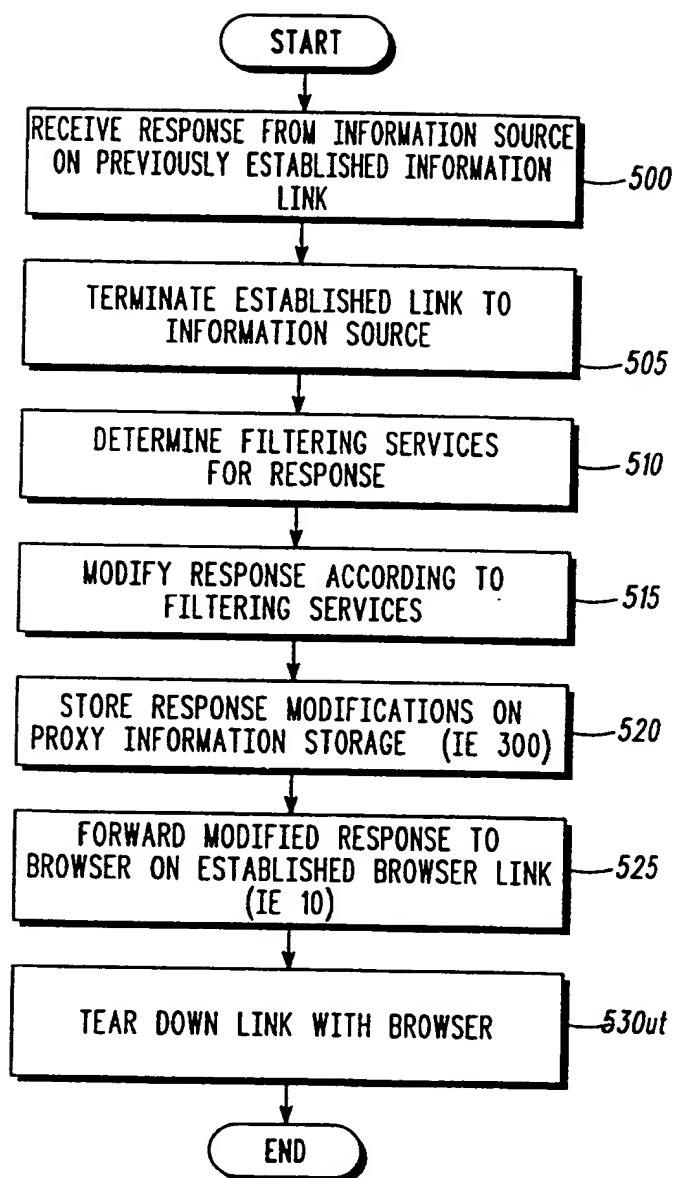 START
RECEIVE RESPONSE FROM INFORMATION SOURCE
ON PREVIOUSLY ESTABLISHED INFORMATION
LINK
500
TERMINATE ESTABLISHED LINK TO
INFORMATION SOURCE
505
DETERMINE FILTERING SERVICES
FOR RESPONSE
510
MODIFY RESPONSE ACCORDING TO
FILTERING SERVICES
515
STORE RESPONSE MODIFICATIONS ON
PROXY INFORMATION STORAGE (IE 300)
520
FORWARD MODIFIED RESPONSE TO
BROWSER ON ESTABLISHED BROWSER LINK
(IE 10)
525
TEAR DOWN LINK WITH BROWSER
530ut
END